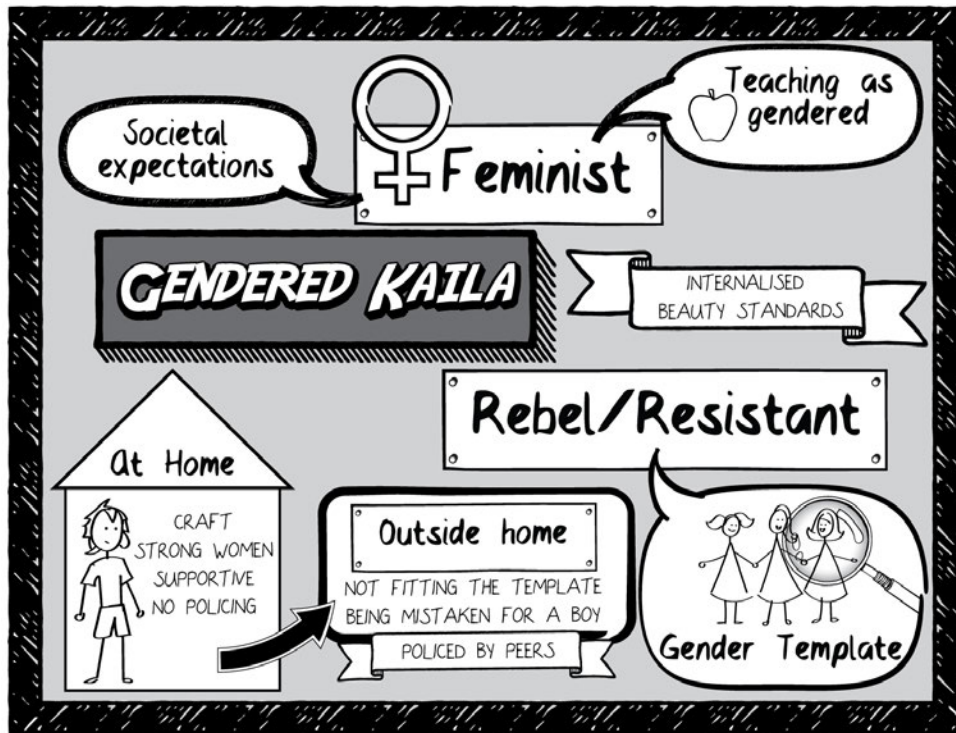 Societal
expectations
Feminist
Teaching as
gendered
GENDERED KAILA
INTERNALISED
BEAUTY STANDARDS
Rebel/Resistant
At Home
CRAFT
STRONG WOMEN
SUPPORTIVE
NO POLICING
Outside home
NOT FITTING THE TEMPLATE
BEING MISTAKEN FOR A BOY
POLICED BY PEERS
Gender Template